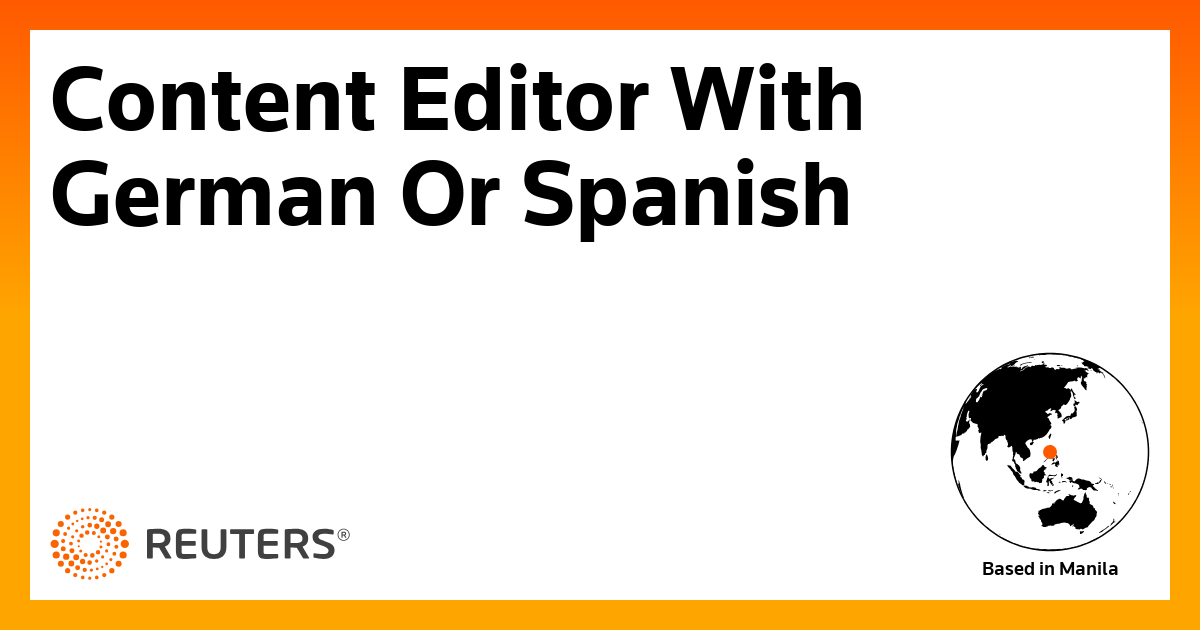 Content Editor With
German Or Spanish
REUTERS®
Based in Manila